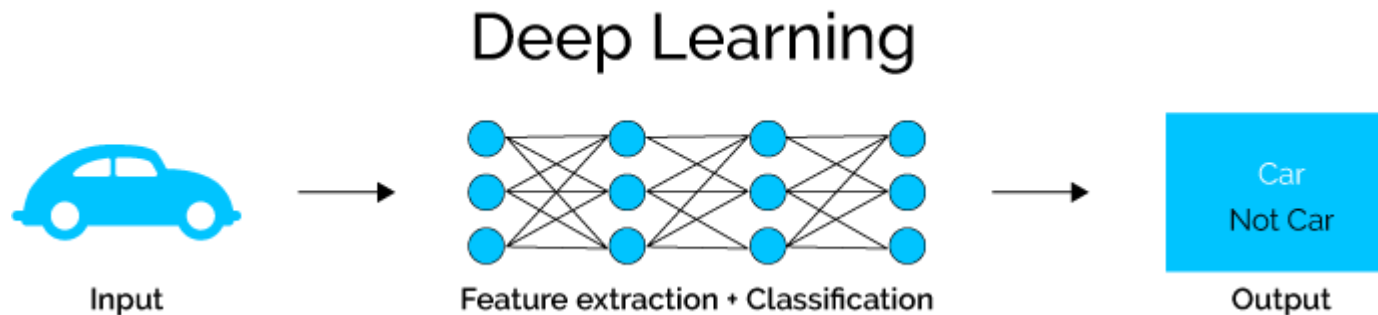 Deep Learning
Car
Not Car
Input
Feature extraction + Classification
Output